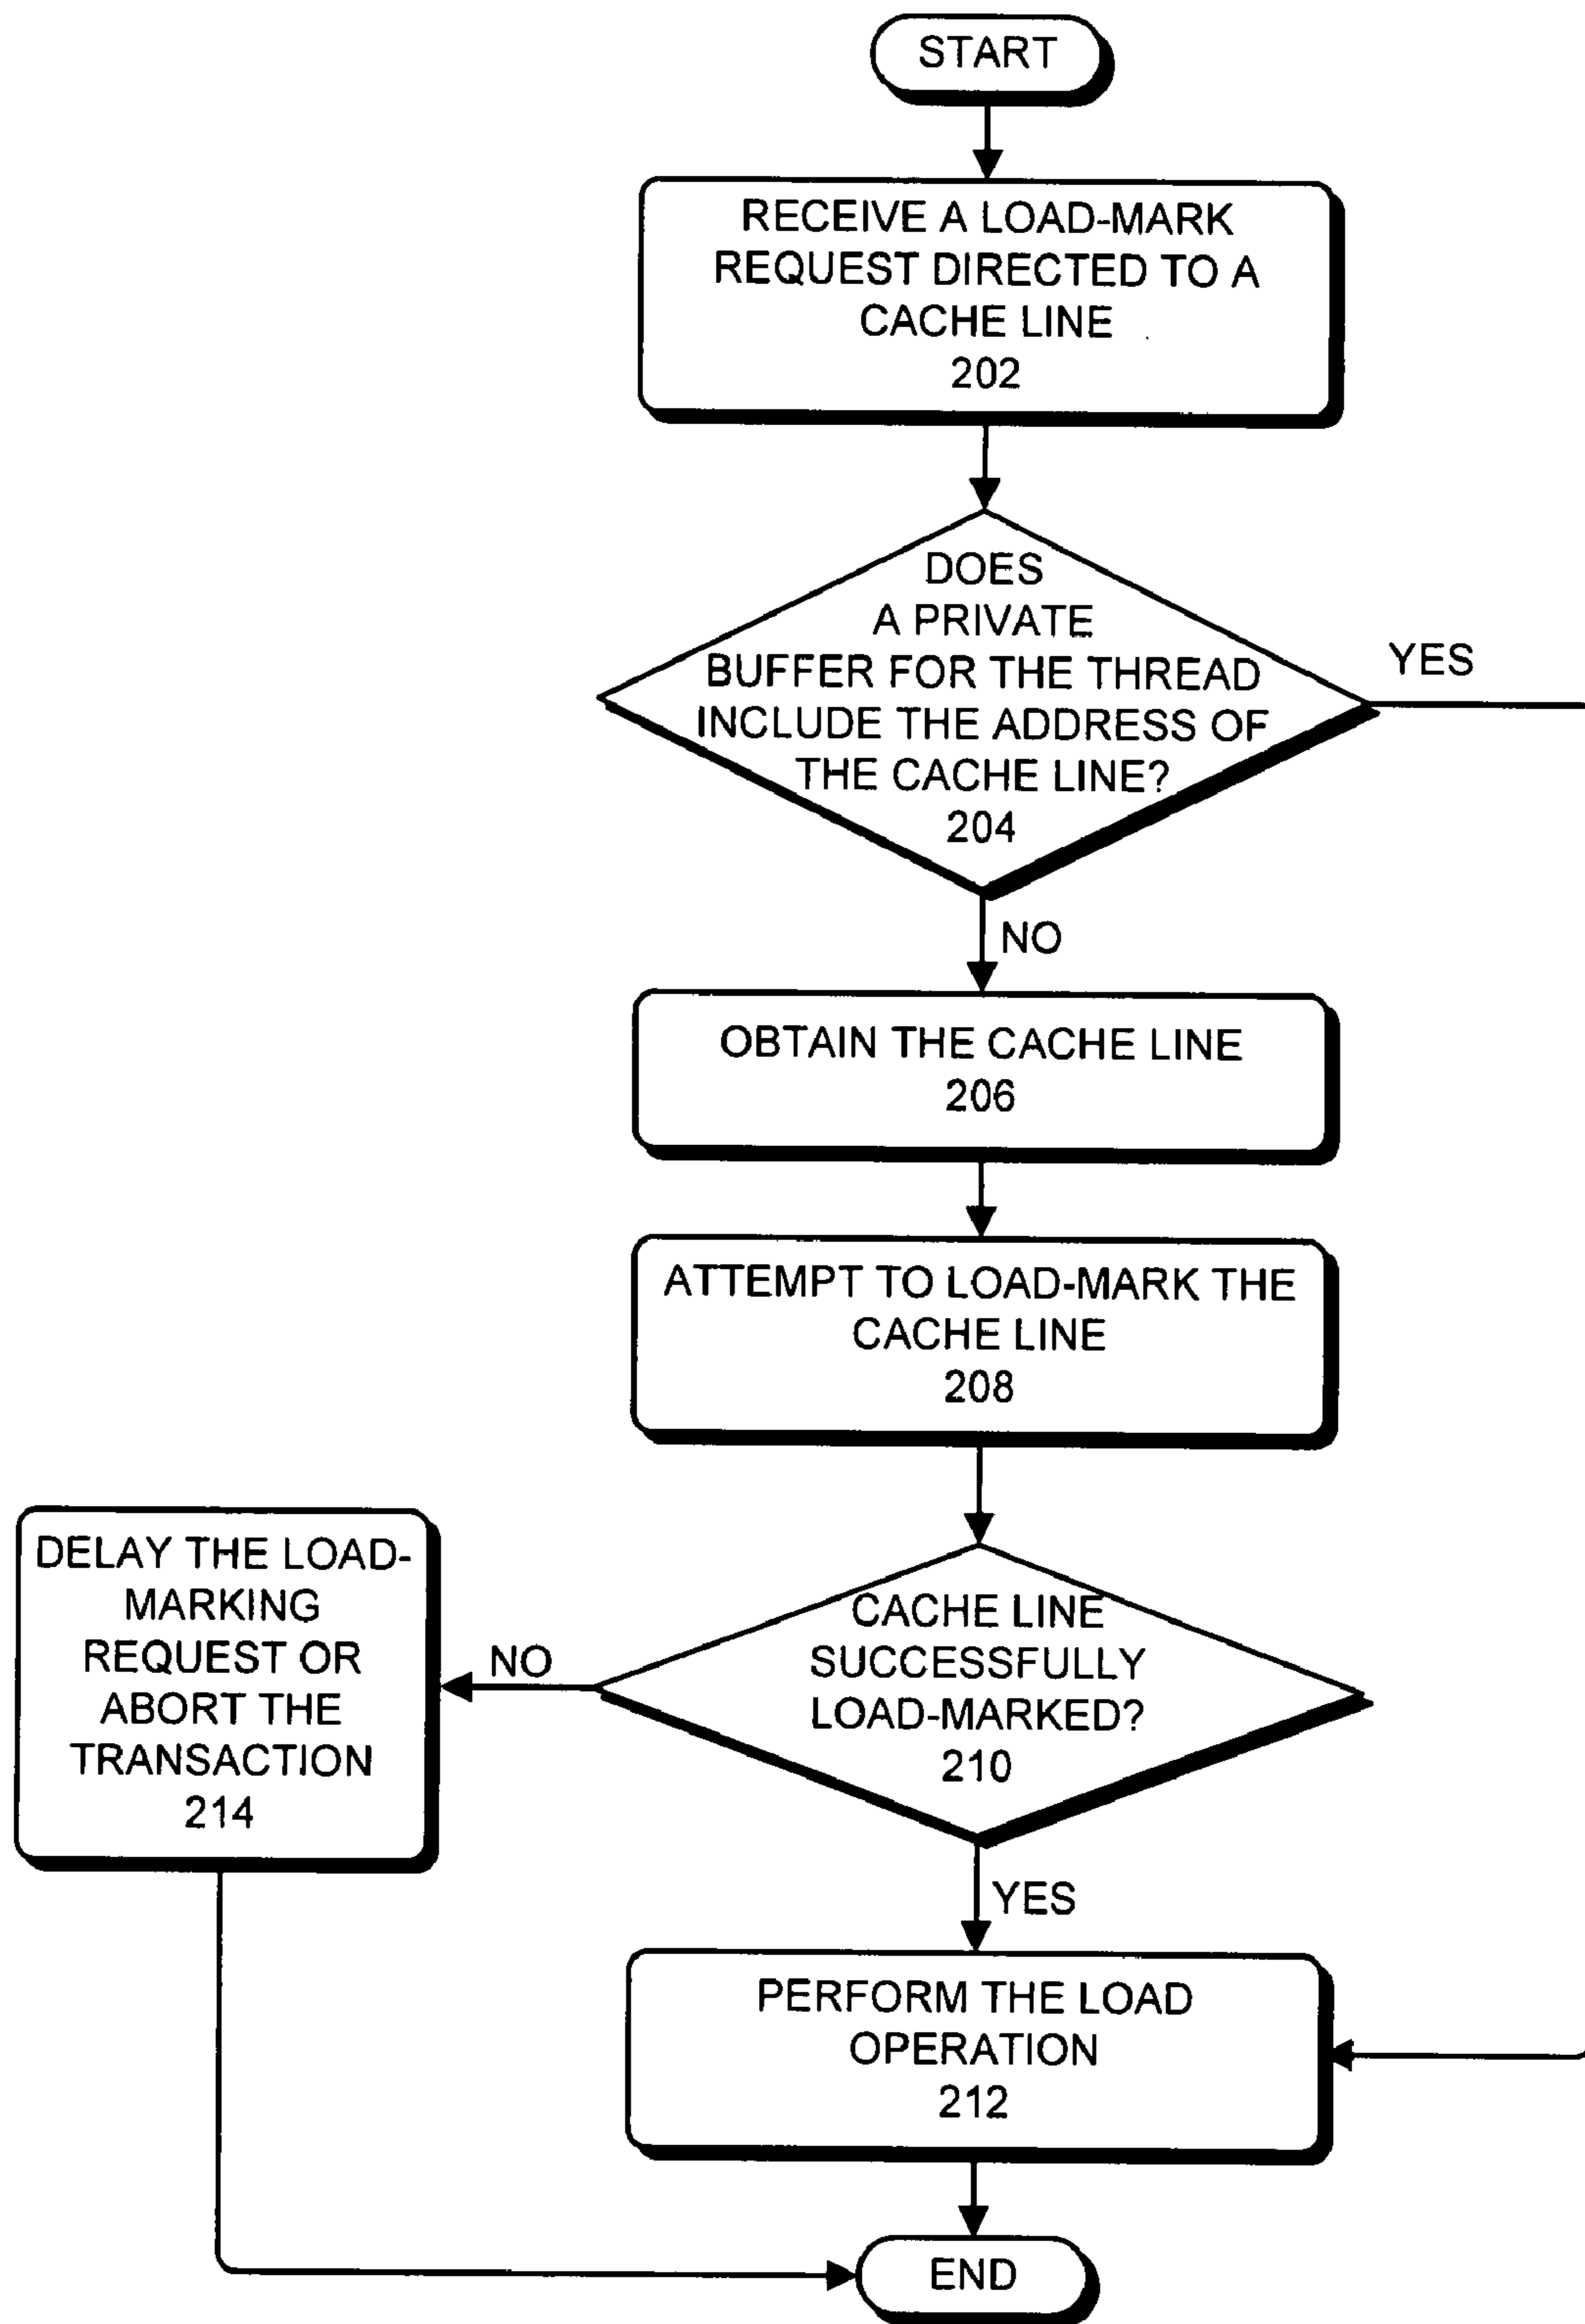 START
RECEIVE A LOAD-MARK
REQUEST DIRECTED TO A
CACHE LINE
202
DOES
A PRIVATE
BUFFER FOR THE THREAD
INCLUDE THE ADDRESS OF
THE CACHE LINE?
204
YES
NO
OBTAIN THE CACHE LINE
206
ATTEMPT TO LOAD-MARK THE
CACHE LINE
208
CACHE LINE
SUCCESSFULLY
LOAD-MARKED?
210
NO
DELAY THE LOAD-
MARKING
REQUEST OR
ABORT THE
TRANSACTION
214
YES
PERFORM THE LOAD
OPERATION
212
END